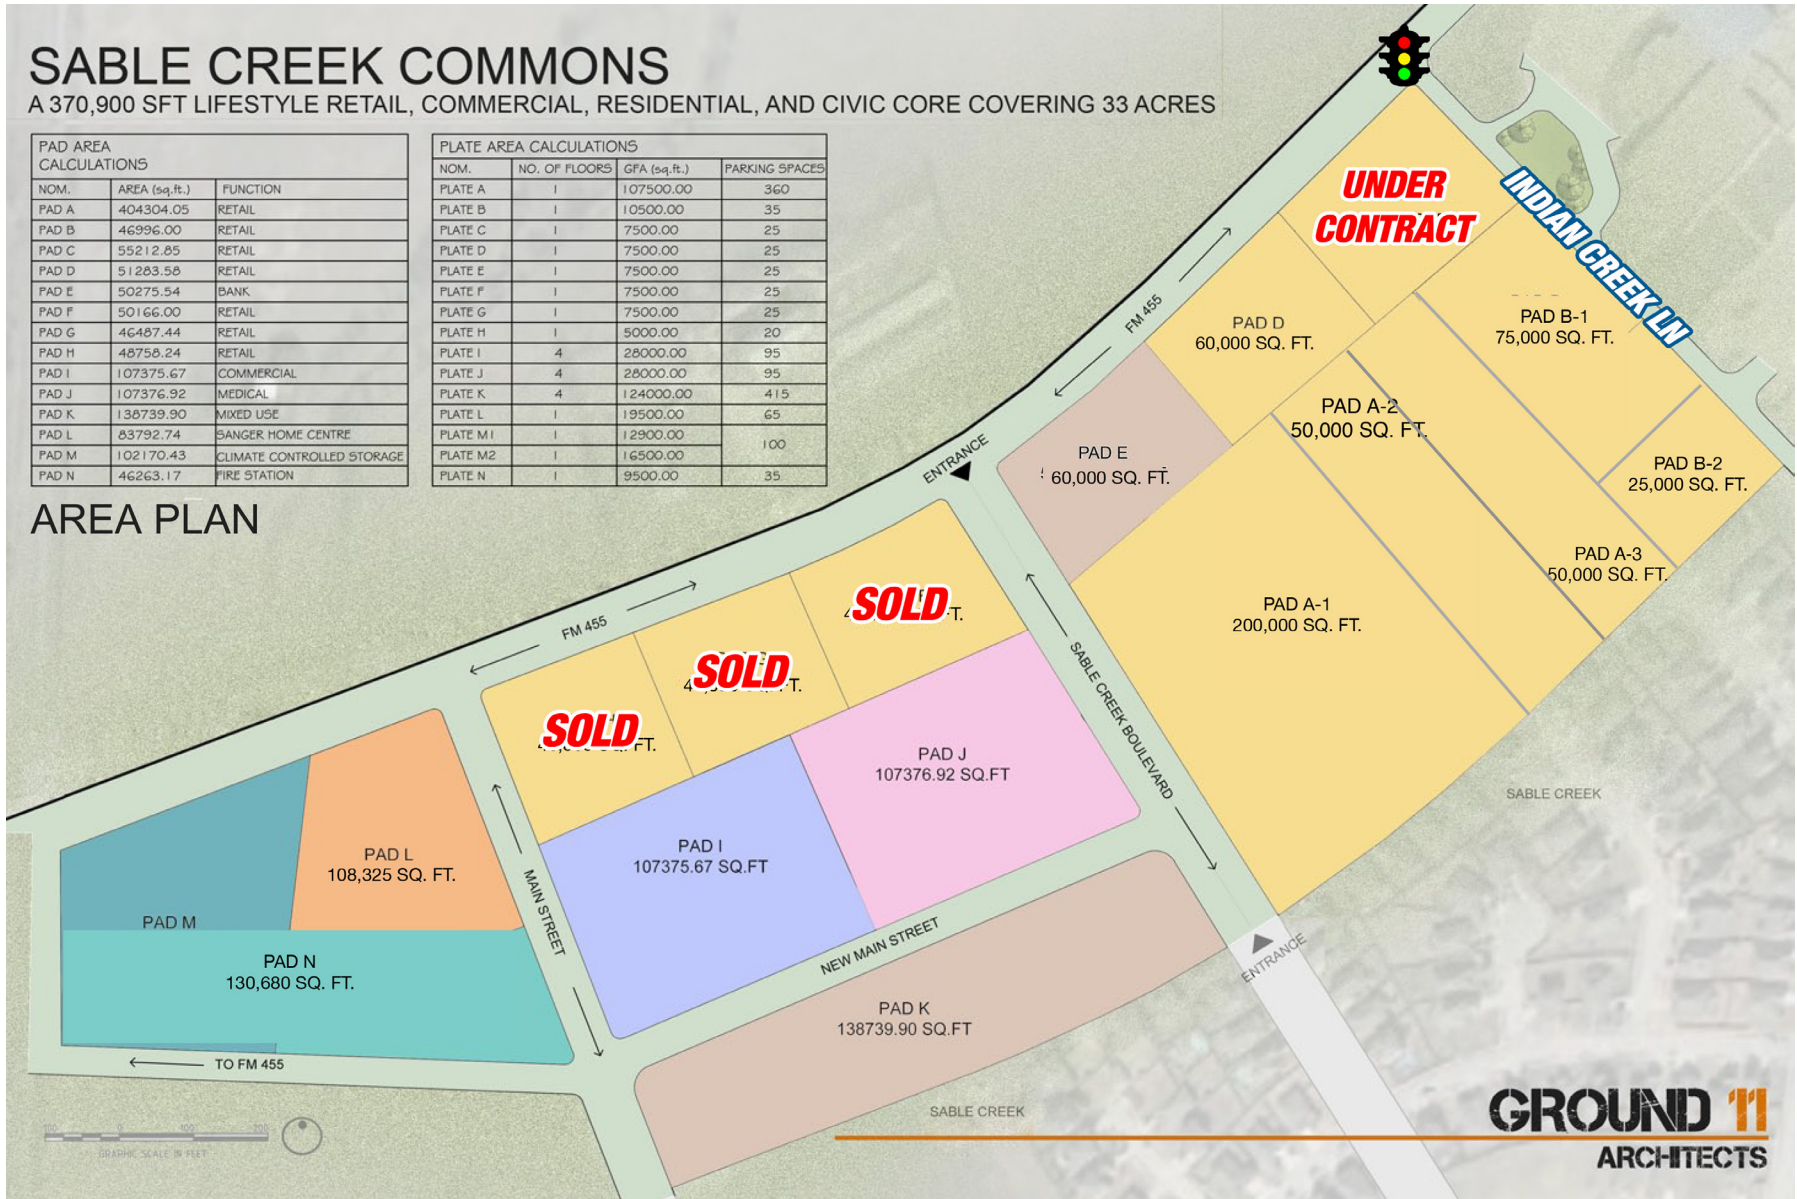 SABLE CREEK COMMONS
A 370,900 SFT LIFESTYLE RETAIL, COMMERCIAL, RESIDENTIAL, AND CIVIC CORE COVERING 33 ACRES
PAD AREA
CALCULATIONS
NOM. AREA (sq.ft.) FUNCTION
PAD A 404304.05 RETAIL
PAD B 46996.00 RETAIL
PAD C 55212.85 RETAIL
PAD D 51283.58 RETAIL
PAD E 50275.54 BANK
PAD F 50166.00 RETAIL
PAD G 46487.44 RETAIL
PAD H 48758.24 RETAIL
PAD I 107375.67 COMMERCIAL
PAD J 107376.92 MEDICAL
PAD K 138739.90 MIXED USE
PAD L 83792.74 SANGER HOME CENTRE
PAD M 102170.43 CLIMATE CONTROLLED STORAGE
PAD N 46263.17 FIRE STATION
PLATE AREA CALCULATIONS
NOM. NO. OF FLOORS GFA (sq.ft.) PARKING SPACES
PLATE A 1 107500.00 360
PLATE B 1 10500.00 35
PLATE C 1 7500.00 25
PLATE D 1 7500.00 25
PLATE E 1 7500.00 25
PLATE F 1 7500.00 25
PLATE G 1 7500.00 25
PLATE H 1 5000.00 20
PLATE I 4 28000.00 95
PLATE J 4 28000.00 95
PLATE K 4 124000.00 415
PLATE L 1 19500.00 65
PLATE M1 1 12900.00 100
PLATE M2 1 16500.00
PLATE N 1 9500.00 35
AREA PLAN
UNDER
CONTRACT
INDIAN CREEK LN
FM 455
PAD D
60,000 SQ. FT.
PAD B-1
75,000 SQ. FT.
PAD A-2
50,000 SQ. FT.
PAD E
60,000 SQ. FT.
ENTRANCE
PAD B-2
25,000 SQ. FT.
PAD A-3
50,000 SQ. FT.
PAD A-1
200,000 SQ. FT.
SOLD
FT.
FM 455
SOLD
T.
SOLD
FT.
SABLE CREEK BOULEVARD
PAD J
107376.92 SQ.FT
SABLE CREEK
PAD I
107375.67 SQ.FT
PAD L
108,325 SQ. FT.
MAIN STREET
PAD M
NEW MAIN STREET
ENTRANCE
PAD N
130,680 SQ. FT.
PAD K
138739.90 SQ.FT
TO FM 455
SABLE CREEK
100 0 100 200
GRAPHIC SCALE IN FEET
GROUND 11
ARCHITECTS